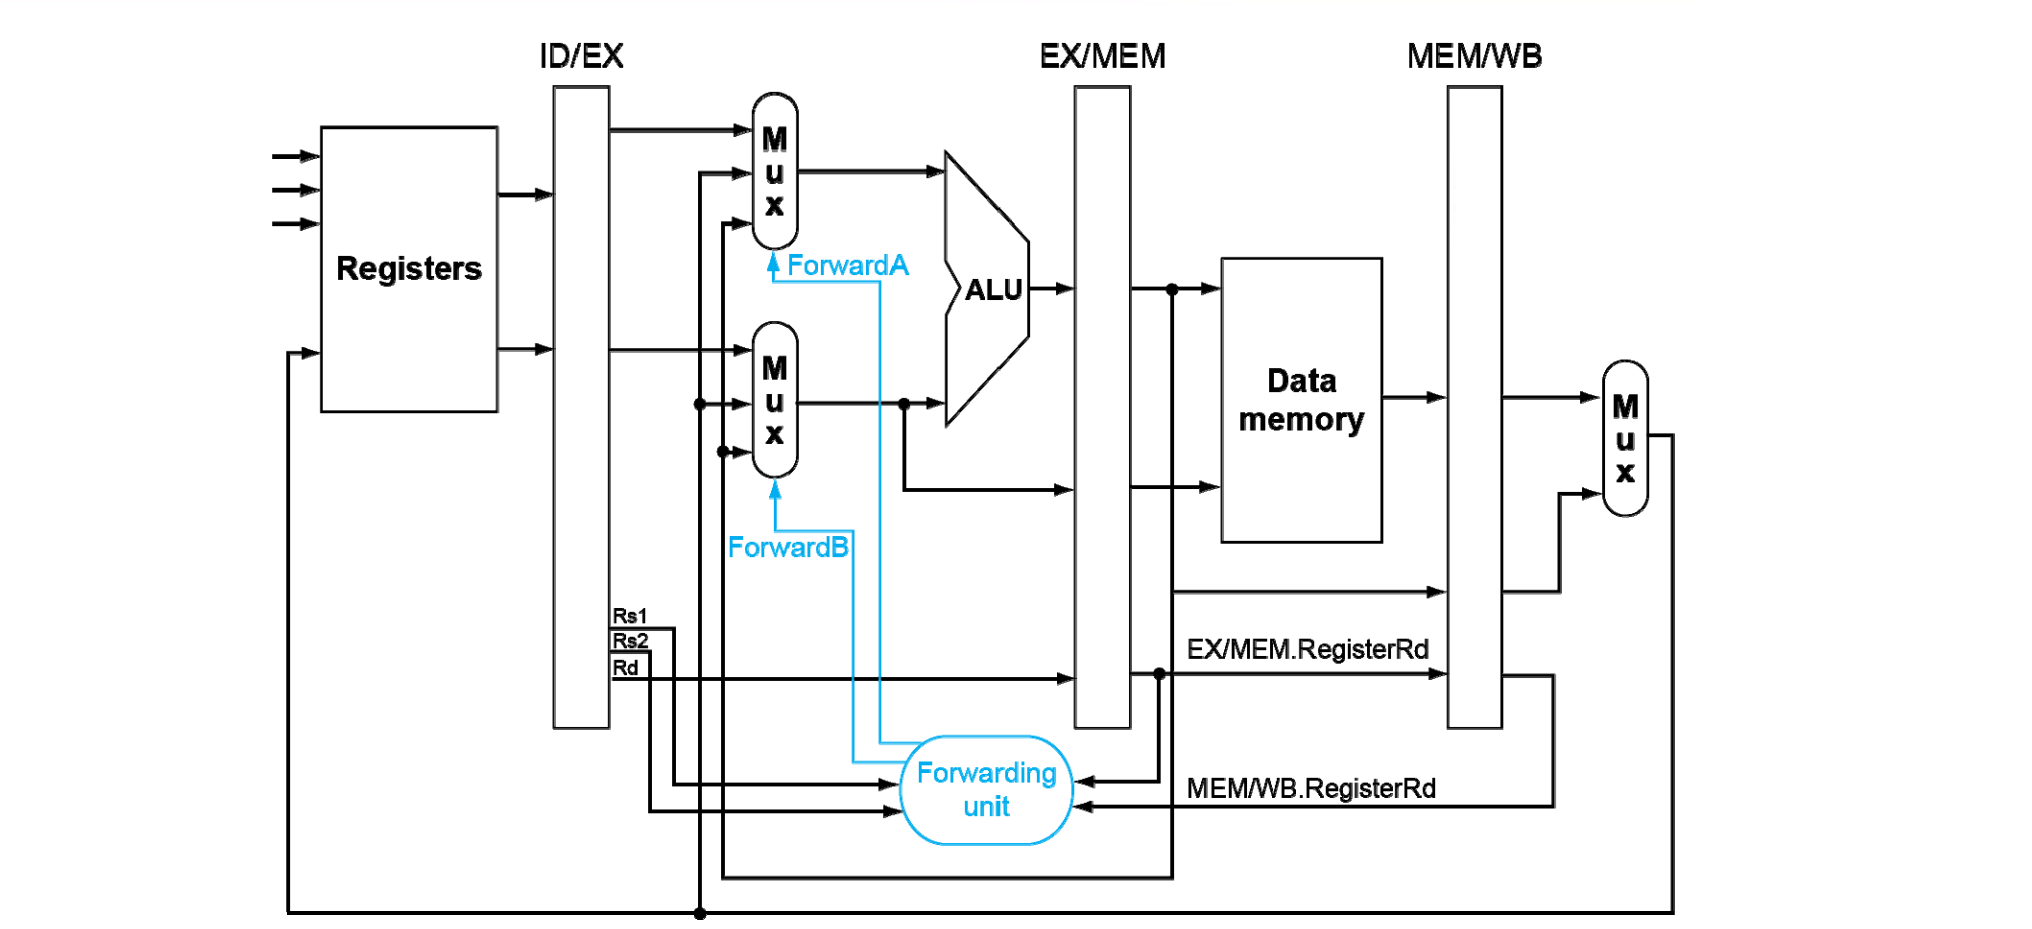 ID/EX
EX/MEM
MEM/WB
M
u
x
Registers
ForwardA
ALU
M
u
x
Data
memory
M
u
x
ForwardB
Rs1
Rs2
Rd
EX/MEM.RegisterRd
Forwarding
unit
MEM/WB.RegisterRd